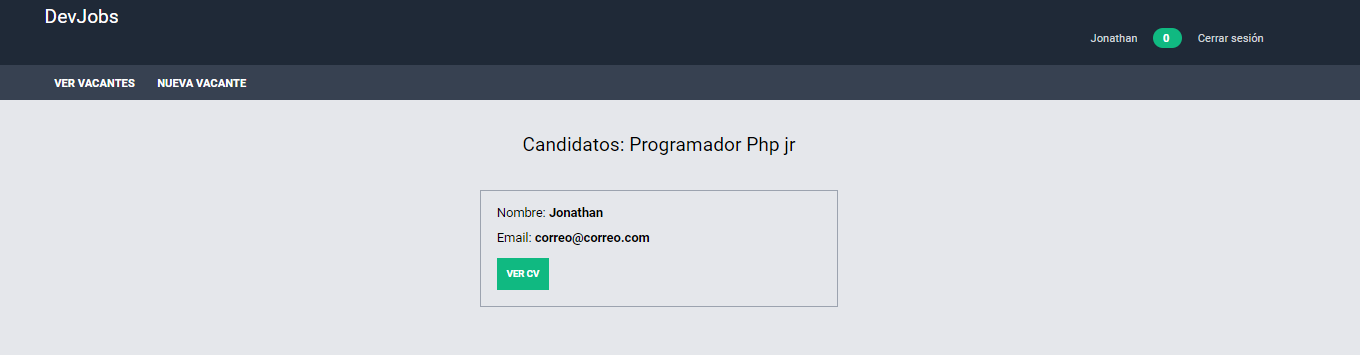 DevJobs
Jonathan 0 Cerrar sesión
VER VACANTES NUEVA VACANTE
Candidatos: Programador Php jr
Nombre: Jonathan
Email: correo@correo.com
VER CV